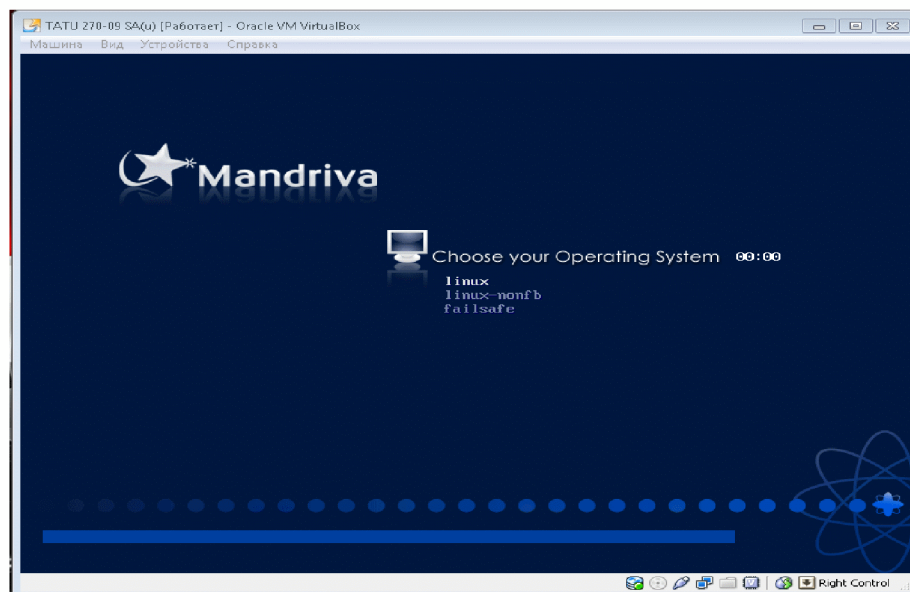 TATU 270-09 SA(u) [Работает] - Oracle VM VirtualBox
Машина Вид Устройства Справка
Mandriva
Choose your Operating System 00:00
linux
linux-nonfb
failsafe
Right Control